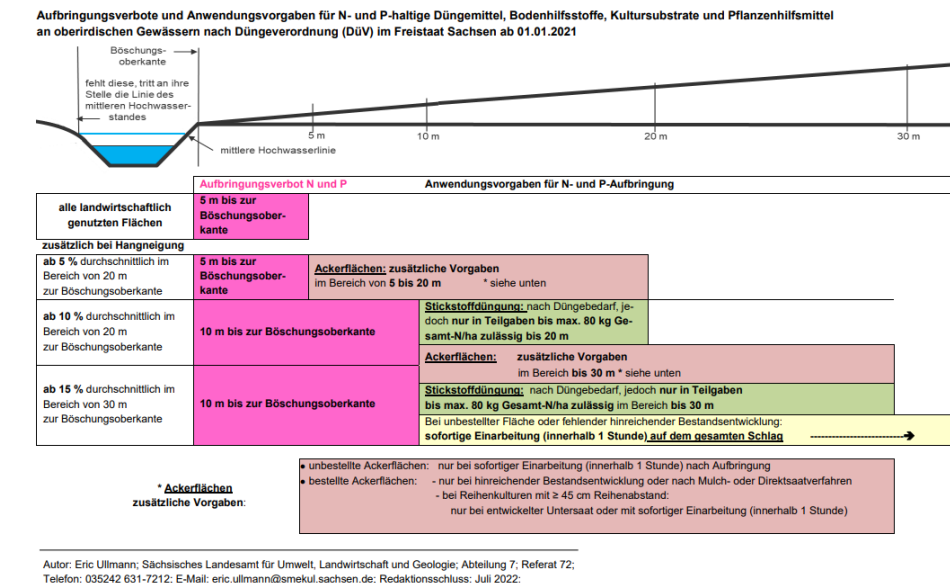 Aufbringungsverbote und Anwendungsvorgaben für N- und P-haltige Düngemittel, Bodenhilfsstoffe, Kultursubstrate und Pflanzenhilfsmittel
an oberirdischen Gewässern nach Düngeverordnung (DüV) im Freistaat Sachsen ab 01.01.2021
Böschungs-
oberkante
fehlt diese, tritt an ihre
Stelle die Linie des
mittleren Hochwasser-
standes
5 m
10 m
20 m
30 m
mittlere Hochwasserlinie
Aufbringungsverbot N und P
Anwendungsvorgaben für N- und P-Aufbringung
alle landwirtschaftlich
genutzten Flächen
5 m bis zur
Böschungsober-
kante
zusätzlich bei Hangneigung
ab 5 % durchschnittlich im
Bereich von 20 m
zur Böschungsoberkante
5 m bis zur
Böschungsober-
kante
Ackerflächen: zusätzliche Vorgaben
im Bereich von 5 bis 20 m * siehe unten
ab 10 % durchschnittlich im
Bereich von 20 m
zur Böschungsoberkante
10 m bis zur Böschungsoberkante
Stickstoffdüngung: nach Düngebedarf, je-
doch nur in Teilgaben bis max. 80 kg Ge-
samt-N/ha zulässig bis 20 m
Ackerflächen: zusätzliche Vorgaben
im Bereich bis 30 m * siehe unten
ab 15 % durchschnittlich im
Bereich von 30 m
zur Böschungsoberkante
10 m bis zur Böschungsoberkante
Stickstoffdüngung: nach Düngebedarf, jedoch nur in Teilgaben
bis max. 80 kg Gesamt-N/ha zulässig im Bereich bis 30 m
Bei unbestellter Fläche oder fehlender hinreichender Bestandsentwicklung:
sofortige Einarbeitung (innerhalb 1 Stunde) auf dem gesamten Schlag
* Ackerflächen
zusätzliche Vorgaben:
• unbestellte Ackerflächen: nur bei sofortiger Einarbeitung (innerhalb 1 Stunde) nach Aufbringung
• bestellte Ackerflächen: - nur bei hinreichender Bestandsentwicklung oder nach Mulch- oder Direktsaatverfahren
- bei Reihenkulturen mit ≥ 45 cm Reihenabstand:
nur bei entwickelter Untersaat oder mit sofortiger Einarbeitung (innerhalb 1 Stunde)
Autor: Eric Ullmann; Sächsisches Landesamt für Umwelt, Landwirtschaft und Geologie; Abteilung 7; Referat 72;
Telefon: 035242 631-7212; E-Mail: eric.ullmann@smekul.sachsen.de; Redaktionsschluss: Juli 2022;